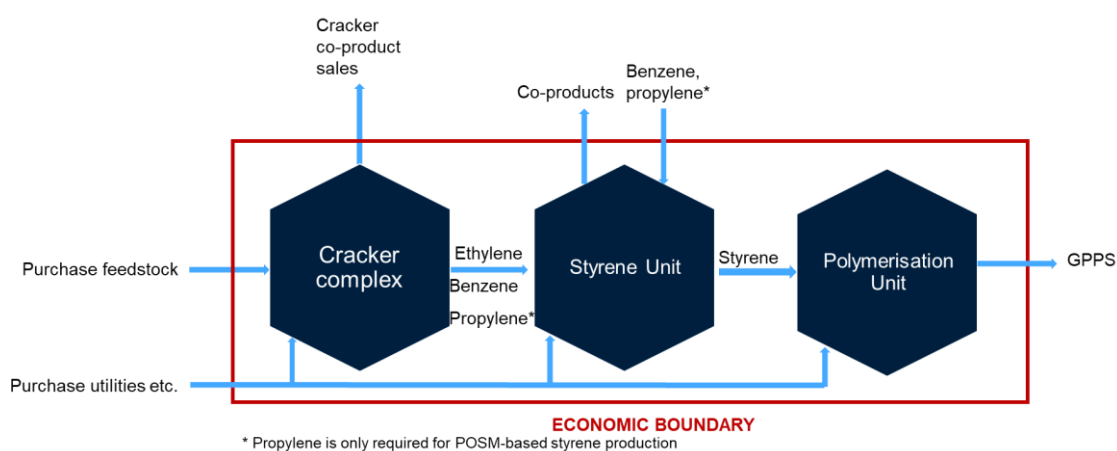 Cracker
co-product
sales
Co-products
Benzene,
propylene*
Purchase feedstock
Cracker
complex
Ethylene
Benzene
Propylene*
Styrene Unit
Styrene
Polymerisation
Unit
GPPS
Purchase utilities etc.
ECONOMIC BOUNDARY
* Propylene is only required for POSM-based styrene production